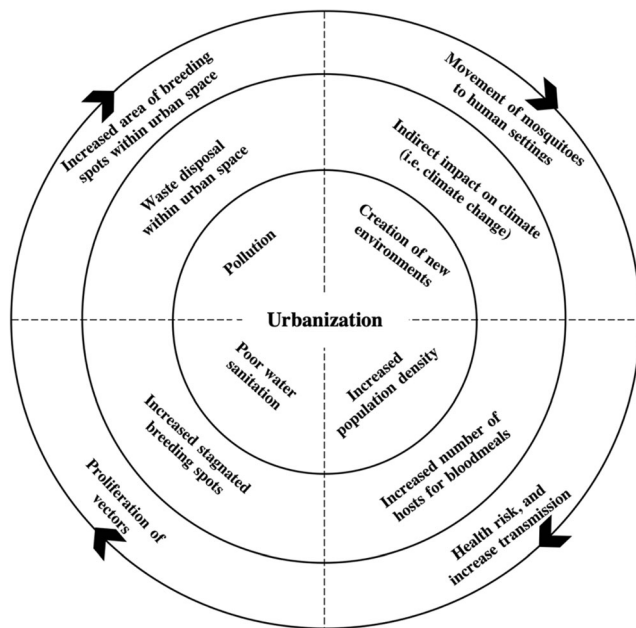 Increased area of breeding
spots within urban space
Movement of mosquitoes
to human settings
Waste disposal
within urban space
Indirect impact on climate
(i.e. climate change)
Pollution
Creation of new
environments
Urbanization
Poor water
sanitation
Increased
population density
Increased stagnated
breeding spots
Increased number of
hosts for bloodmeals
Proliferation of
vectors
Health risk, and
increase transmission